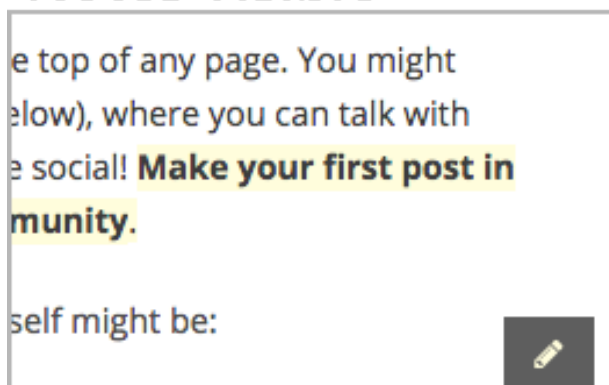 e top of any page. You might
elow), where you can talk with
e social! Make your first post in
munity.
self might be: